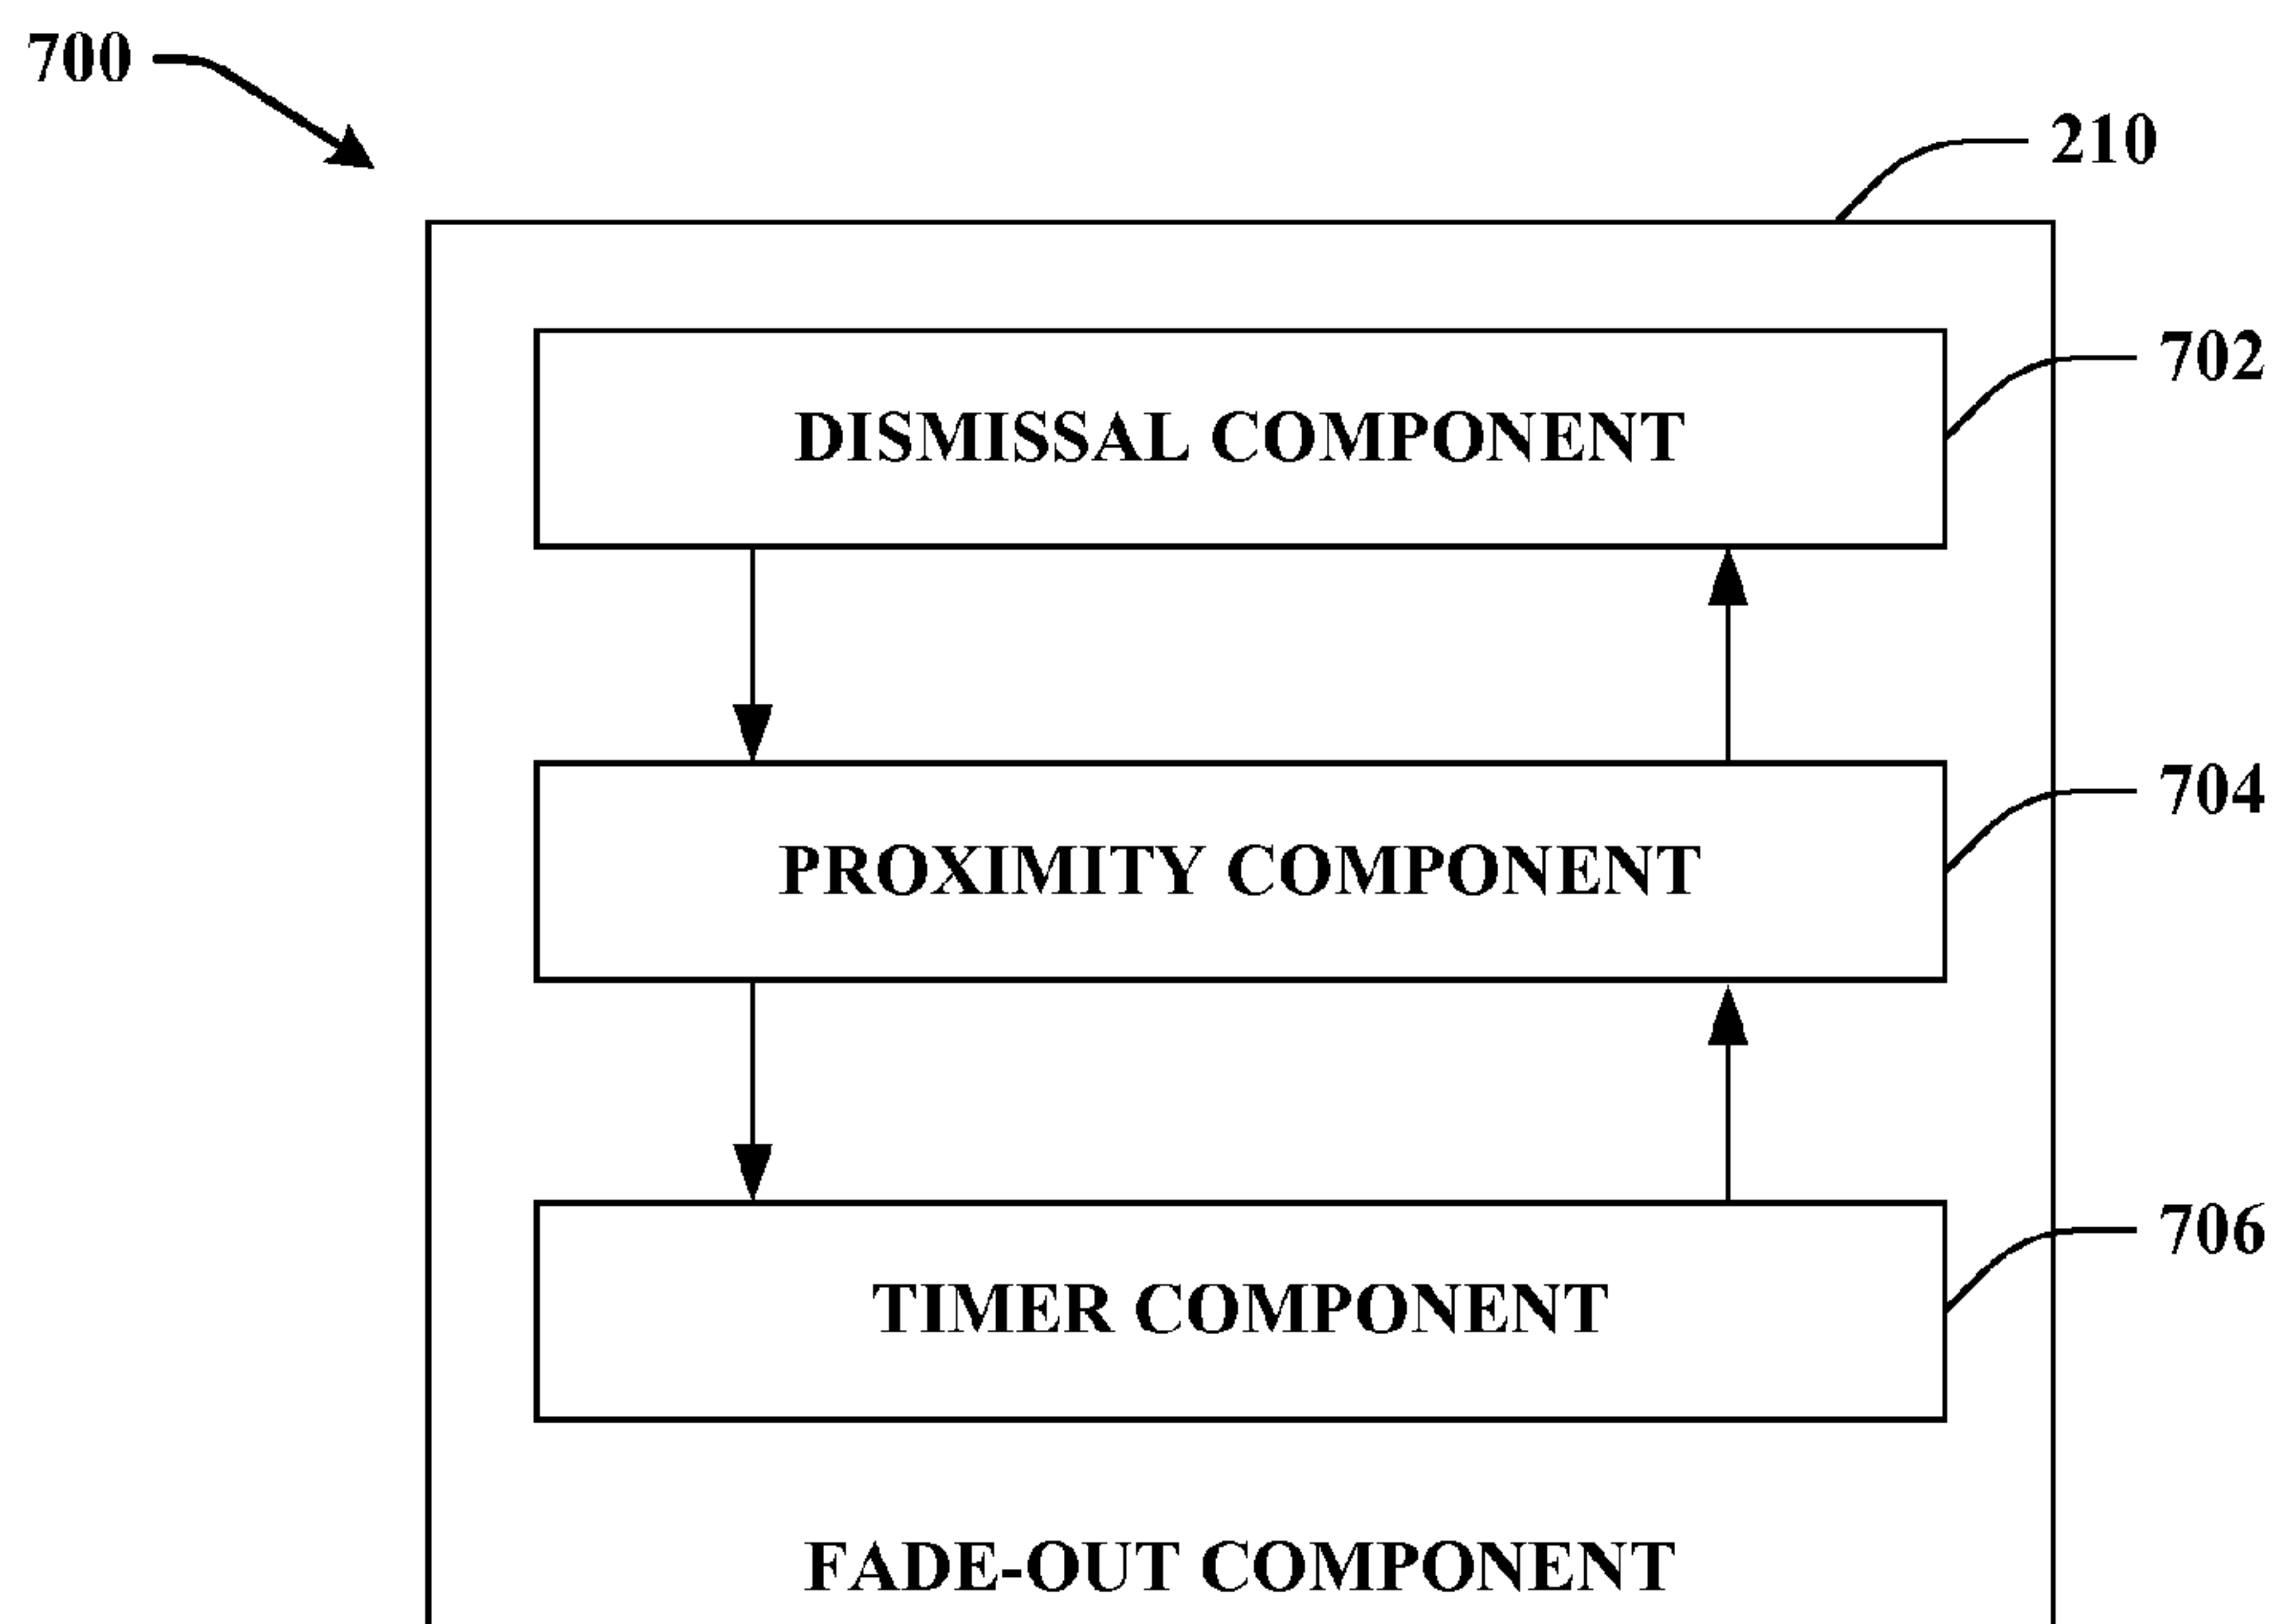 700
210
702
DISMISSAL COMPONENT
704
PROXIMITY COMPONENT
706
TIMER COMPONENT
FADE-OUT COMPONENT